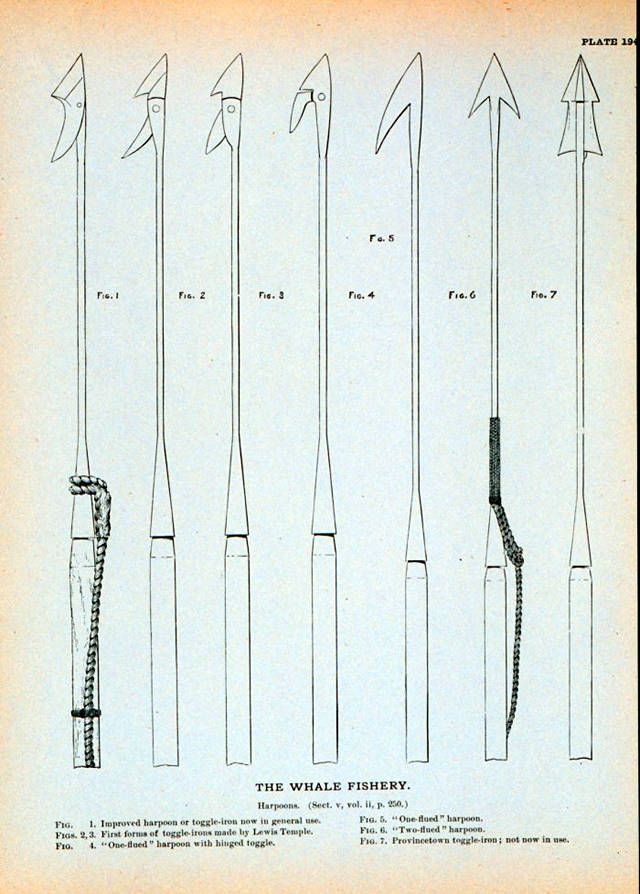 PLATE 194
FIG. 5
FIG. 1 FIG. 2 FIG. 3 FIG. 4 FIG. 6 FIG. 7
THE WHALE FISHERY.
Harpoons. (Sect. v, vol. ii, p. 250.)
FIG. 1. Improved harpoon or toggle-iron now in general use.
FIGS. 2, 3. First forms of toggle-irons made by Lewis Temple.
FIG. 4. "One-flued" harpoon with hinged toggle.
FIG. 5. "One-flued" harpoon.
FIG. 6. "Two-flued" harpoon.
FIG. 7. Provincetown toggle-iron; not now in use.